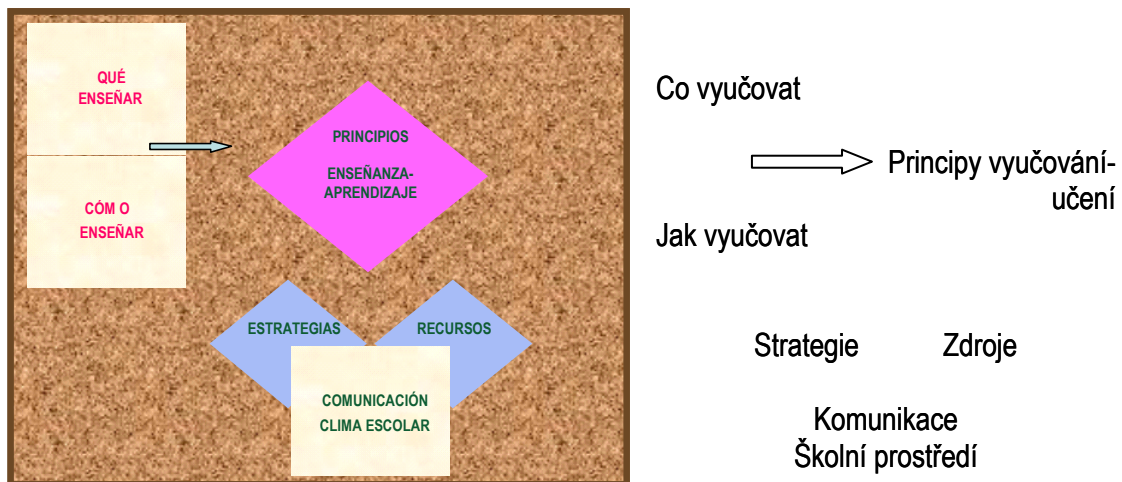 QUÉ
ENSEÑAR
CÓM O
ENSEÑAR
PRINCIPIOS
ENSEÑANZA-
APRENDIZAJE
ESTRATEGIAS
RECURSOS
COMUNICACIÓN
CLIMA ESCOLAR
Co vyučovat
Principy vyučování-
učení
Jak vyučovat
Strategie
Zdroje
Komunikace
Školní prostředí